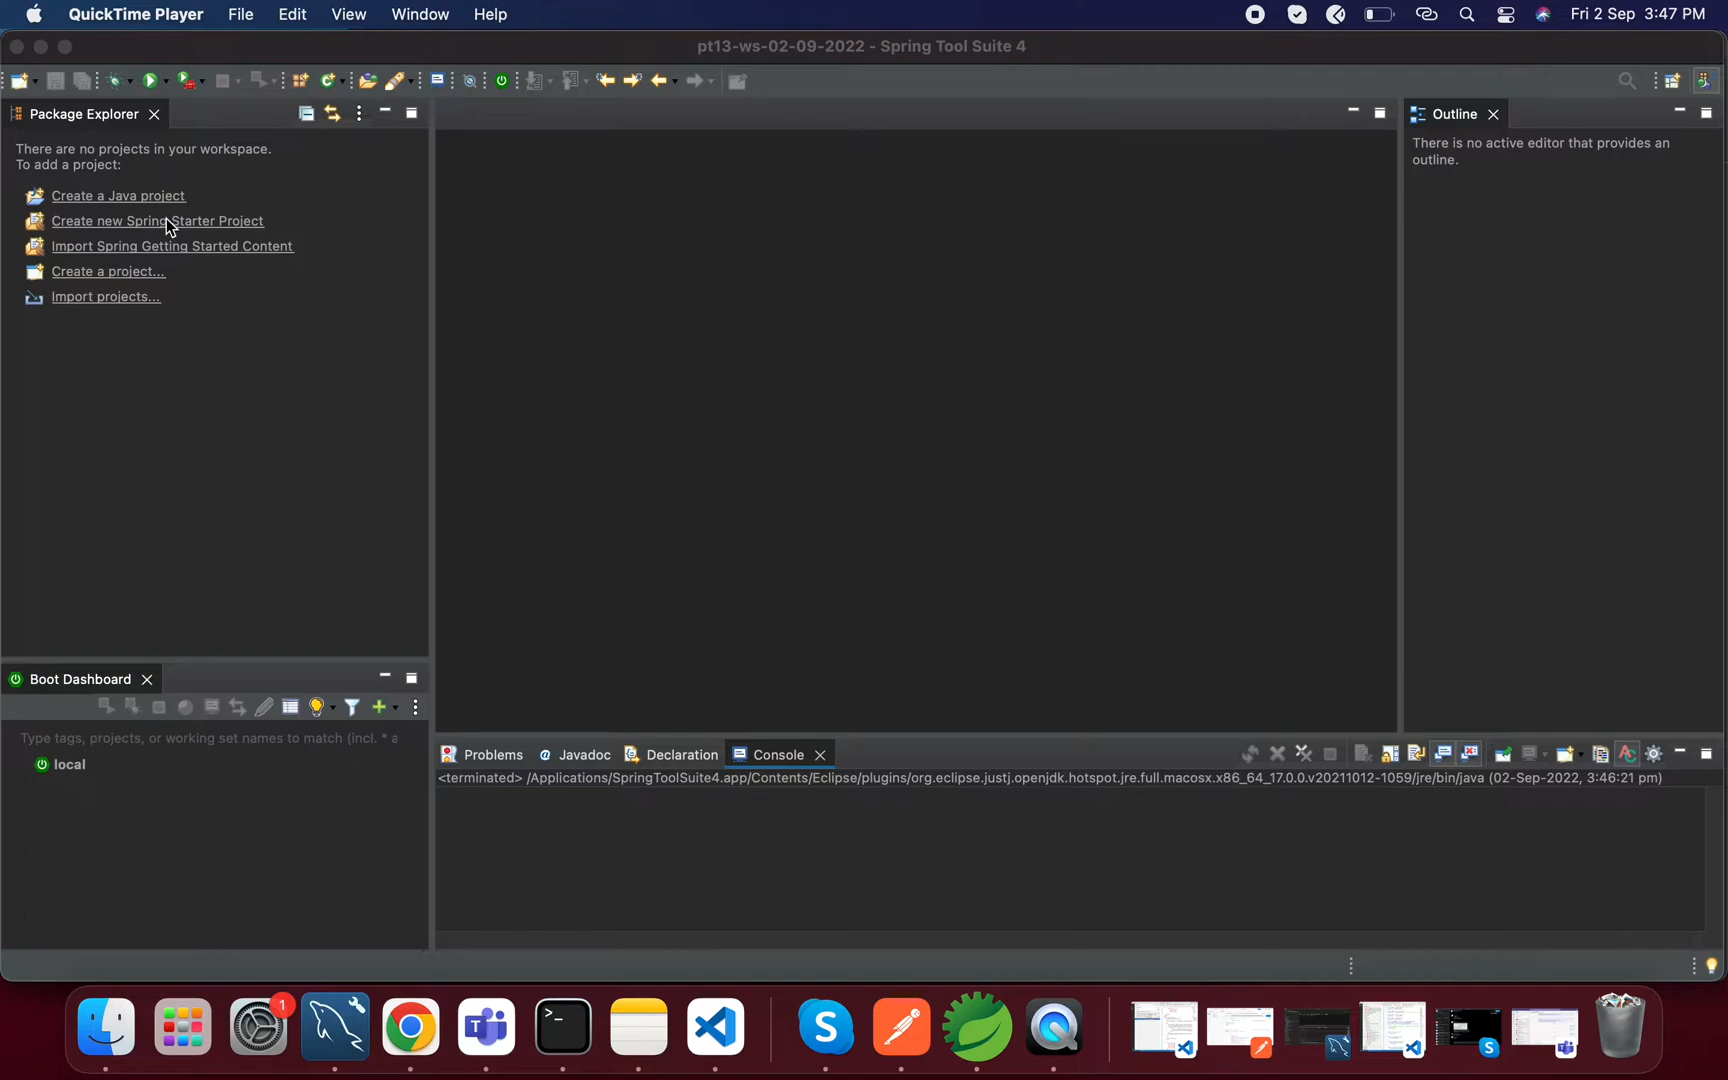 QuickTime Player File Edit View Window Help Fri 2 Sep 3:47 PM
pt13-ws-02-09-2022 - Spring Tool Suite 4
Package Explorer
There are no projects in your workspace.
To add a project:
Create a Java project
Create new Spring Starter Project
Import Spring Getting Started Content
Create a project...
Import projects...
Outline
There is no active editor that provides an
outline.
Boot Dashboard
Type tags, projects, or working set names to match (incl. * a
local
Problems @ Javadoc Declaration Console
<terminated> /Applications/SpringToolSuite4.app/Contents/Eclipse/plugins/org.eclipse.justj.openjdk.hotspot.jre.full.macosx.x86_64_17.0.0.v20211012-1059/jre/bin/java (02-Sep-2022, 3:46:21 pm)
1